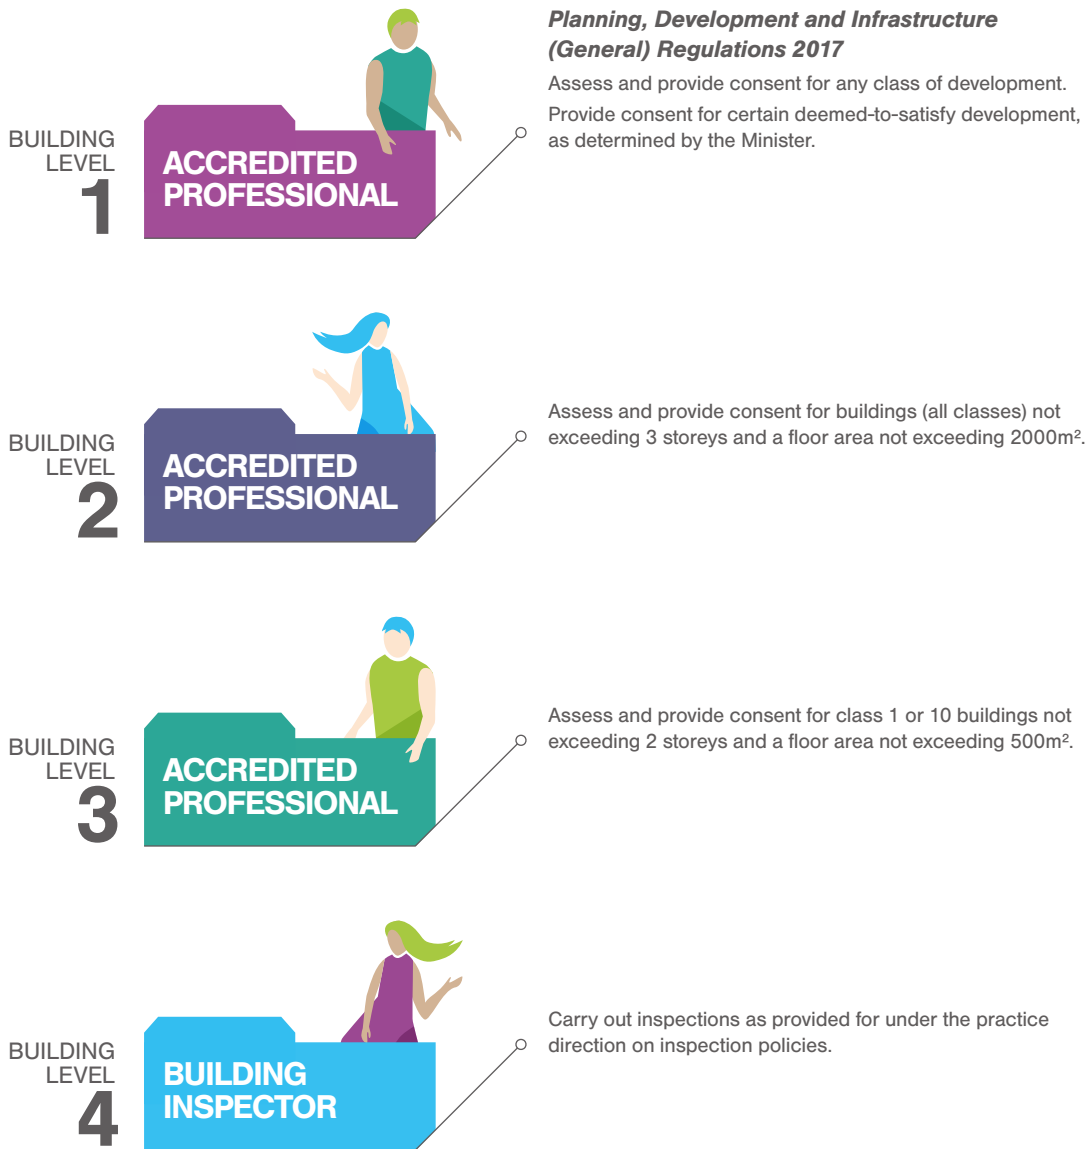 Planning, Development and Infrastructure
(General) Regulations 2017
Assess and provide consent for any class of development.
Provide consent for certain deemed-to-satisfy development,
as determined by the Minister.
BUILDING
LEVEL
1
ACCREDITED
PROFESSIONAL
BUILDING
LEVEL
2
ACCREDITED
PROFESSIONAL
Assess and provide consent for buildings (all classes) not
exceeding 3 storeys and a floor area not exceeding 2000m².
BUILDING
LEVEL
3
ACCREDITED
PROFESSIONAL
Assess and provide consent for class 1 or 10 buildings not
exceeding 2 storeys and a floor area not exceeding 500m².
BUILDING
LEVEL
4
BUILDING
INSPECTOR
Carry out inspections as provided for under the practice
direction on inspection policies.